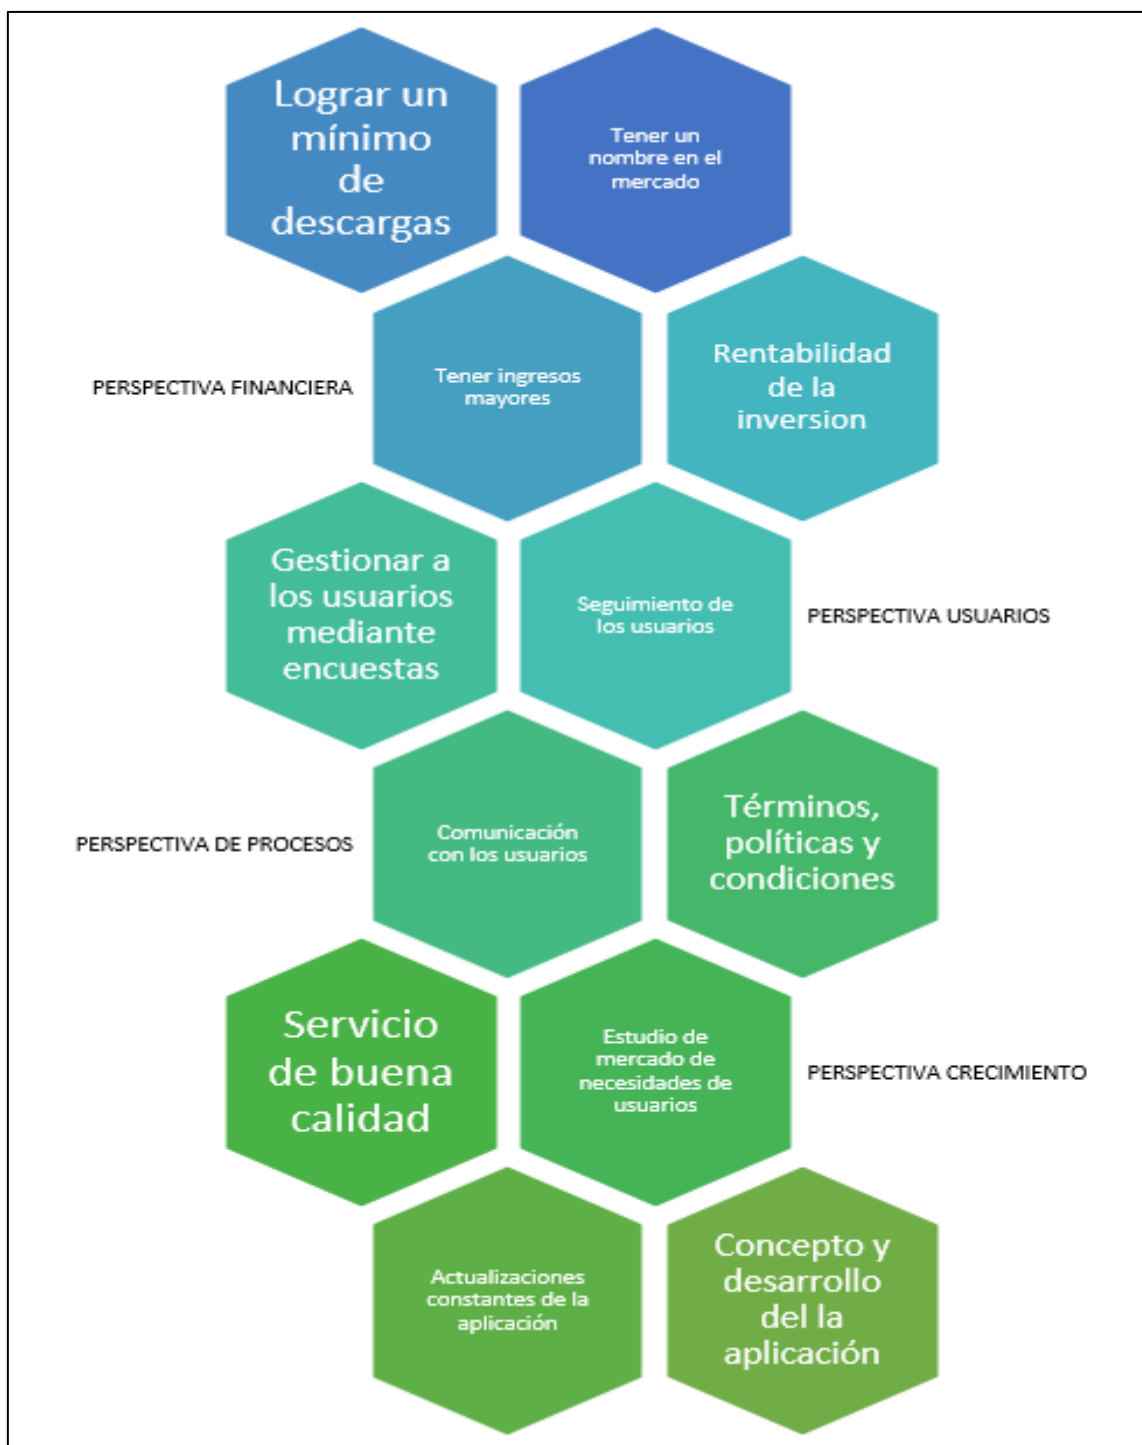 Lograr un
mínimo
de
descargas
Tener un
nombre en el
mercado
PERSPECTIVA FINANCIERA
Tener ingresos
mayores
Rentabilidad
de la
inversion
Gestionar a
los usuarios
mediante
encuestas
Seguimiento de
los usuarios
PERSPECTIVA USUARIOS
PERSPECTIVA DE PROCESOS
Comunicación
con los usuarios
Términos,
políticas y
condiciones
Servicio
de buena
calidad
Estudio de
mercado de
necesidades de
usuarios
PERSPECTIVA CRECIMIENTO
Actualizaciones
constantes de la
aplicación
Concepto y
desarrollo
del la
aplicación